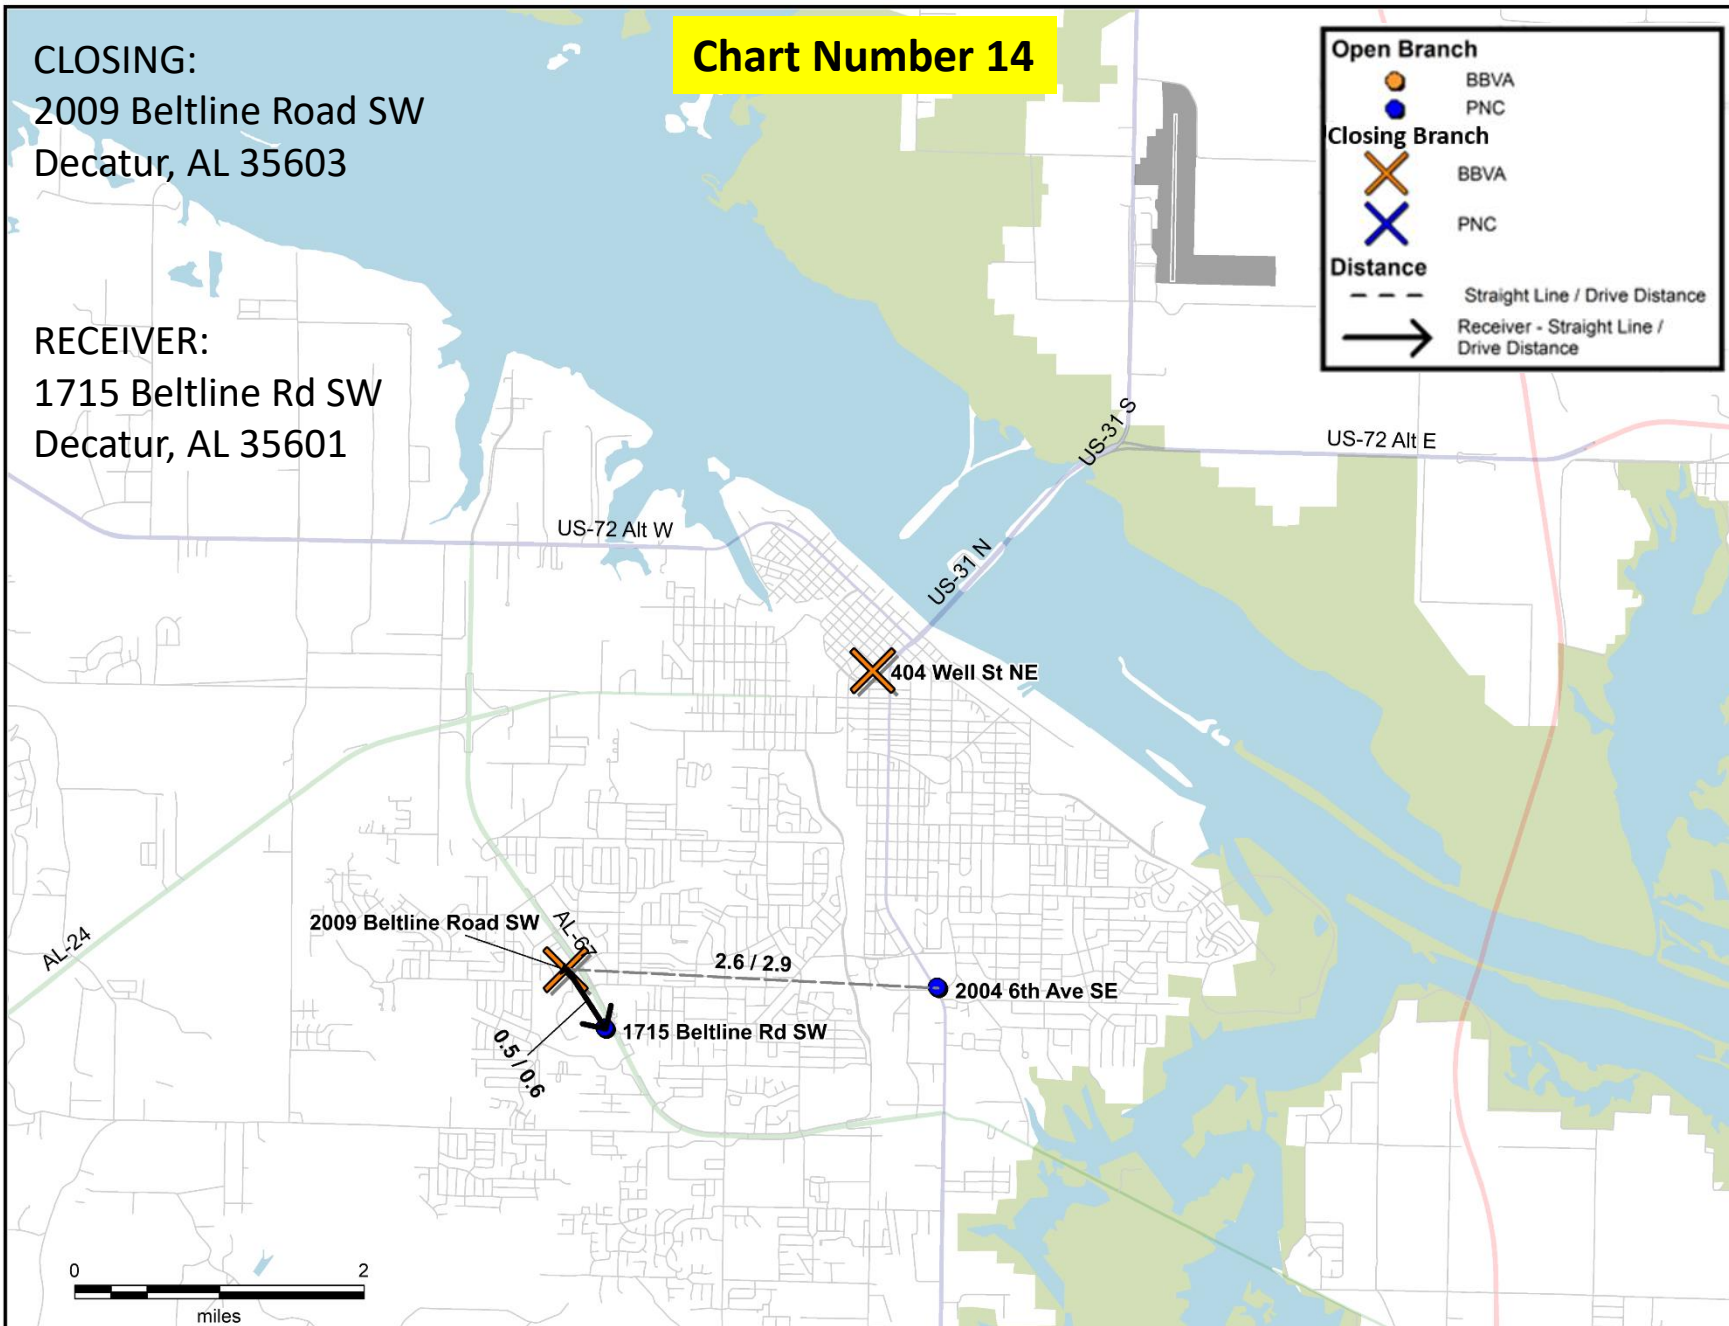 Chart Number 14
CLOSING:
2009 Beltline Road SW
Decatur, AL 35603
RECEIVER:
1715 Beltline Rd SW
Decatur, AL 35601
Open Branch
BBVA
PNC
Closing Branch
BBVA
PNC
Distance
Straight Line / Drive Distance
Receiver - Straight Line /
Drive Distance
US-31 S
US-72 Alt E
US-72 Alt W
US-31 N
404 Well St NE
2009 Beltline Road SW
AL-67
AL-24
2.6 / 2.9
2004 6th Ave SE
1715 Beltline Rd SW
0.5 / 0.6
0 2
miles